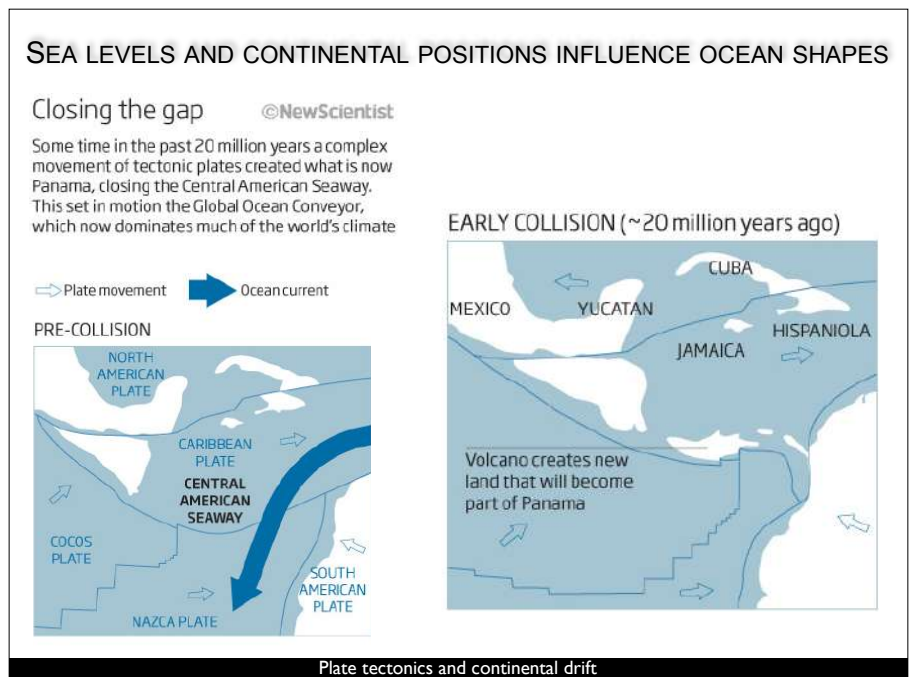 SEA LEVELS AND CONTINENTAL POSITIONS INFLUENCE OCEAN SHAPES
Closing the gap
©NewScientist
Some time in the past 20 million years a complex
movement of tectonic plates created what is now
Panama, closing the Central American Seaway.
This set in motion the Global Ocean Conveyor,
which now dominates much of the world's climate
Plate movement
Ocean current
PRE-COLLISION
NORTH
AMERICAN
PLATE
CARIBBEAN
PLATE
CENTRAL
AMERICAN
SEAWAY
COCOS
PLATE
SOUTH
AMERICAN
PLATE
NAZCA PLATE
EARLY COLLISION (~20 million years ago)
CUBA
MEXICO
YUCATAN
HISPANIOLA
JAMAICA
Volcano creates new
land that will become
part of Panama
Plate tectonics and continental drift